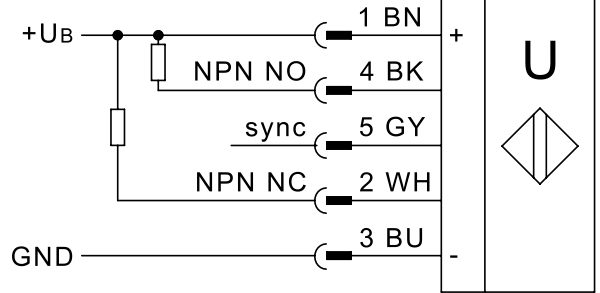 1 BN
+UB
+
U
NPN NO
4 BK
sync
5 GY
NPN NC
2 WH
3 BU
GND
-